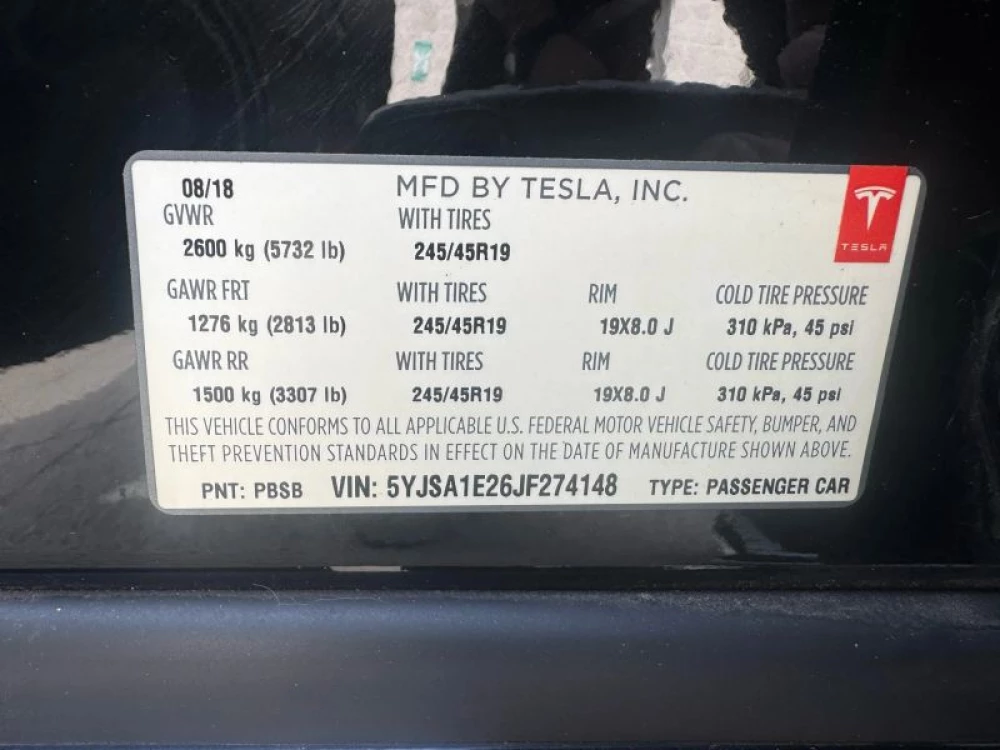 08/18 MFD BY TESLA, INC.
GVWR WITH TIRES
2600 kg (5732 lb) 245/45R19
TESLA
GAWR FRT WITH TIRES RIM COLD TIRE PRESSURE
1276 kg (2813 lb) 245/45R19 19X8.0 J 310 kPa, 45 psi
GAWR RR WITH TIRES RIM COLD TIRE PRESSURE
1500 kg (3307 lb) 245/45R19 19X8.0 J 310 kPa, 45 psi
THIS VEHICLE CONFORMS TO ALL APPLICABLE U.S. FEDERAL MOTOR VEHICLE SAFETY, BUMPER, AND
THEFT PREVENTION STANDARDS IN EFFECT ON THE DATE OF MANUFACTURE SHOWN ABOVE.
PNT: PBSB VIN: 5YJSA1E26JF274148 TYPE: PASSENGER CAR